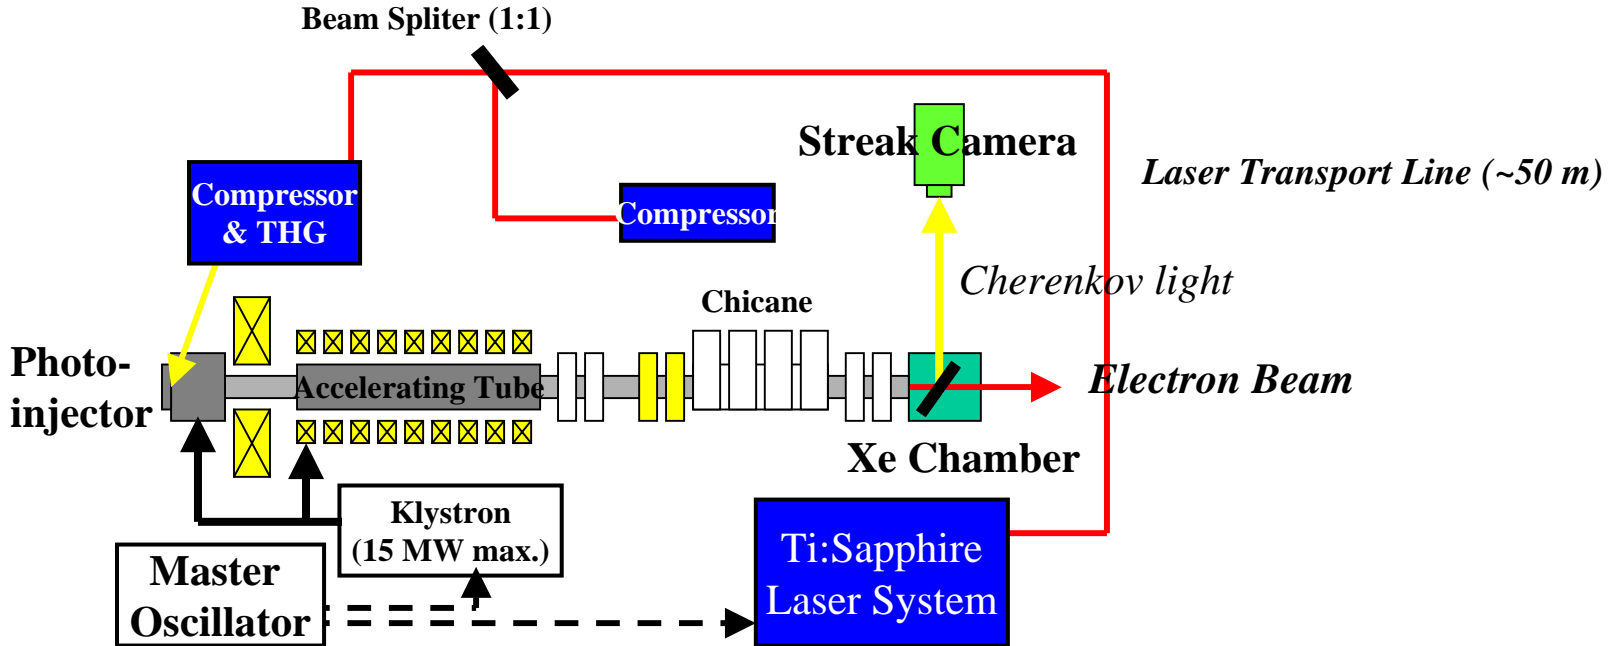 Beam Spliter (1:1)
Streak Camera
Laser Transport Line (~50 m)
Compressor
& THG
Compressor
Cherenkov light
Chicane
Photo-
injector
Accelerating Tube
Electron Beam
Xe Chamber
Klystron
(15 MW max.)
Ti:Sapphire
Laser System
Master
Oscillator